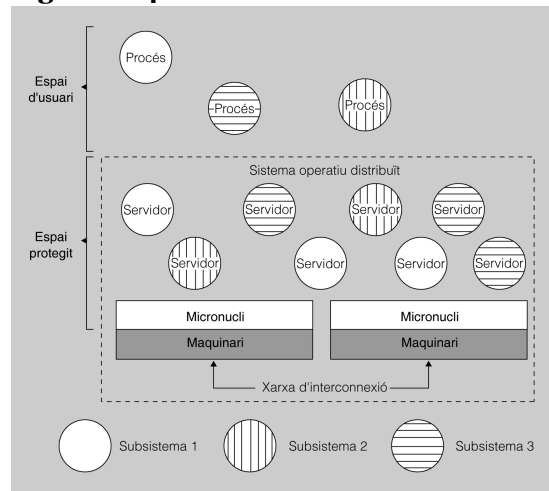 Procés
Espai
d'usuari
Procés
Procés
Sistema operatiu distribuït
Servidor
Servidor
Servidor
Servidor
Espai
protegit
Servidor
Servidor
Servidor
Servidor
Micronucli
Micronucli
Maquinari
Maquinari
Xarxa d'interconnexió
Subsistema 1
Subsistema 2
Subsistema 3